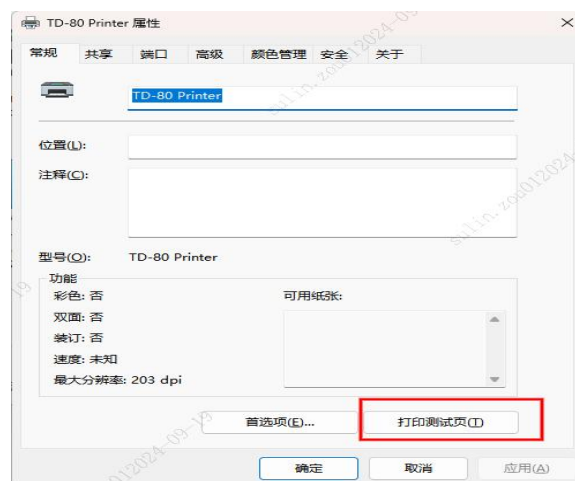 TD-80 Printer 属性
常规 共享 端口 高级 颜色管理 安全 关于
TD-80 Printer
位置(L):
注释(C):
型号(O): TD-80 Printer
功能
彩色: 否 可用纸张:
双面: 否
装订: 否
速度: 未知
最大分辨率: 203 dpi
首选项(E)... 打印测试页(T)
确定 取消 应用(A)